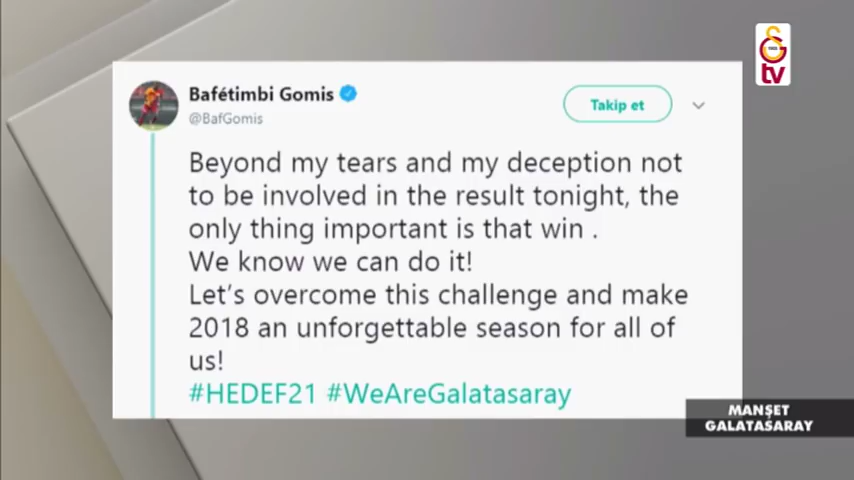 GS
tv
Bafétimbi Gomis
@BafGomis
Takip et
Beyond my tears and my deception not
to be involved in the result tonight, the
only thing important is that win .
We know we can do it!
Let's overcome this challenge and make
2018 an unforgettable season for all of
us!
#HEDEF21 #WeAreGalatasaray
MANŞET
GALATASARAY